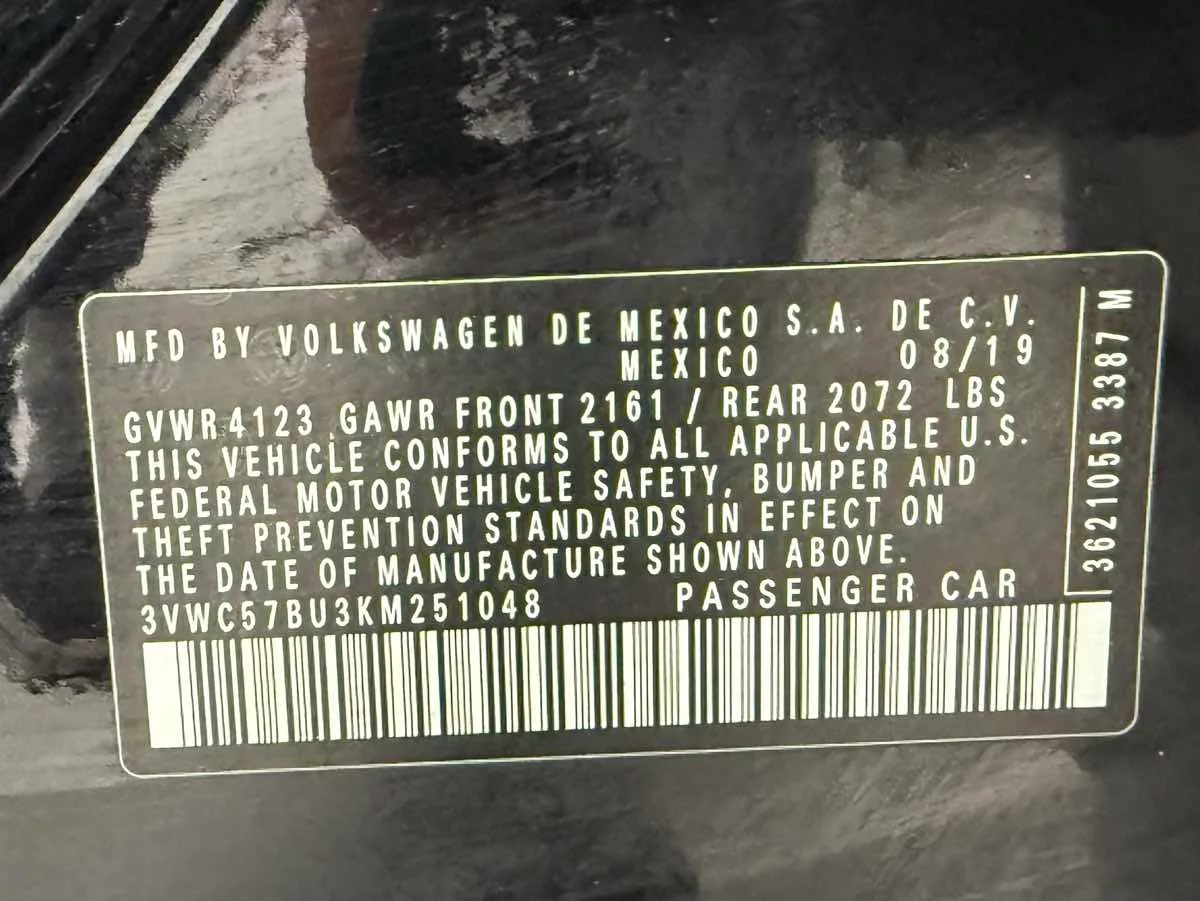 MFD BY VOLKSWAGEN DE MEXICO S.A. DE C.V.
MEXICO 08/19
GVWR 4123 GAWR FRONT 2161 / REAR 2072 LBS
THIS VEHICLE CONFORMS TO ALL APPLICABLE U.S.
FEDERAL MOTOR VEHICLE SAFETY, BUMPER AND
THEFT PREVENTION STANDARDS IN EFFECT ON
THE DATE OF MANUFACTURE SHOWN ABOVE.
3VWC57BU3KM251048 PASSENGER CAR
3621055 3387 M